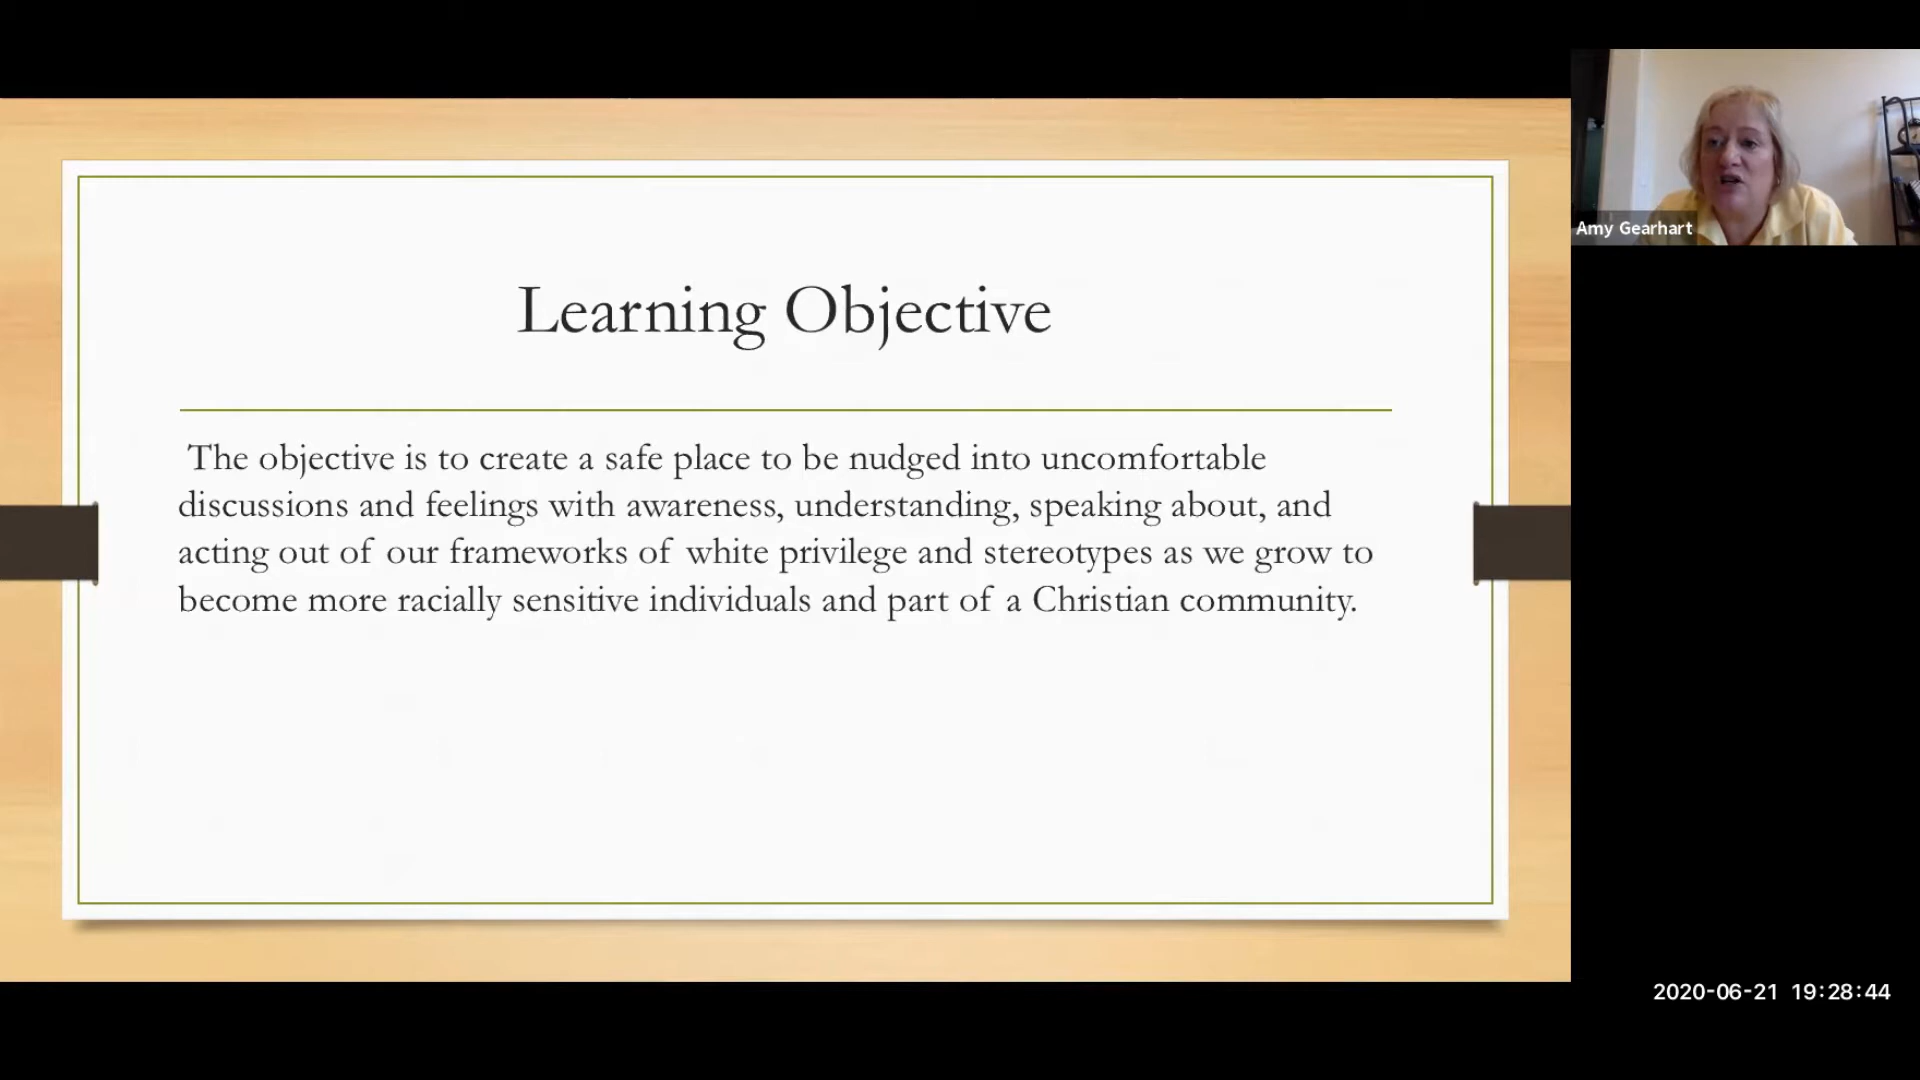 Learning Objective
The objective is to create a safe place to be nudged into uncomfortable
discussions and feelings with awareness, understanding, speaking about, and
acting out of our frameworks of white privilege and stereotypes as we grow to
become more racially sensitive individuals and part of a Christian community.
Amy Gearhart
2020-06-21 19:28:44